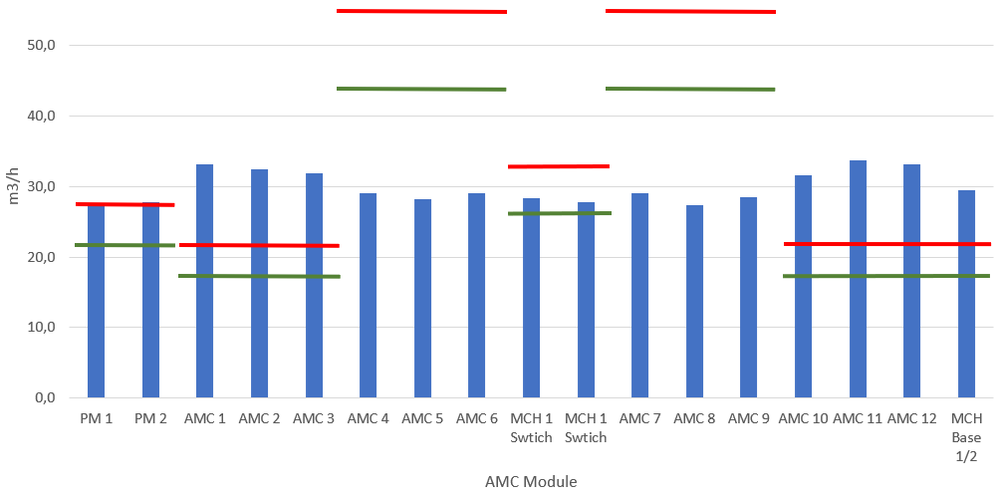 50,0
40,0
30,0
20,0
10,0
0,0
m3/h
PM 1
PM 2
AMC 1
AMC 2
AMC 3
AMC 4
AMC 5
AMC 6
MCH 1
Swtich
MCH 1
Swtich
AMC 7
AMC 8
AMC 9
AMC 10
AMC 11
AMC 12
MCH
Base
1/2
AMC Module